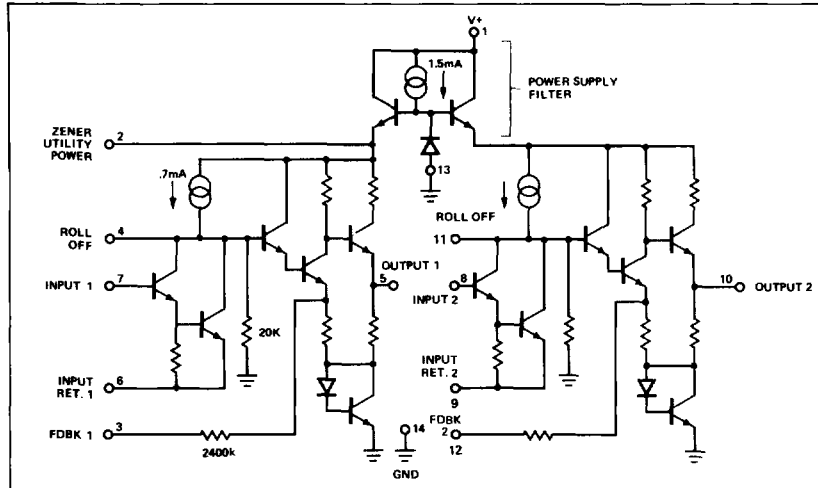 V+
1
1.5mA
POWER SUPPLY
FILTER
ZENER
UTILITY
POWER
2
13
.7mA
ROLL
OFF
4
ROLL OFF
11
INPUT 1
7
OUTPUT 1
5
8
INPUT 2
10
OUTPUT 2
20K
INPUT
RET. 1
6
INPUT
RET. 2
9
FDBK 1
3
2400k
14
GND
FDBK
2
12